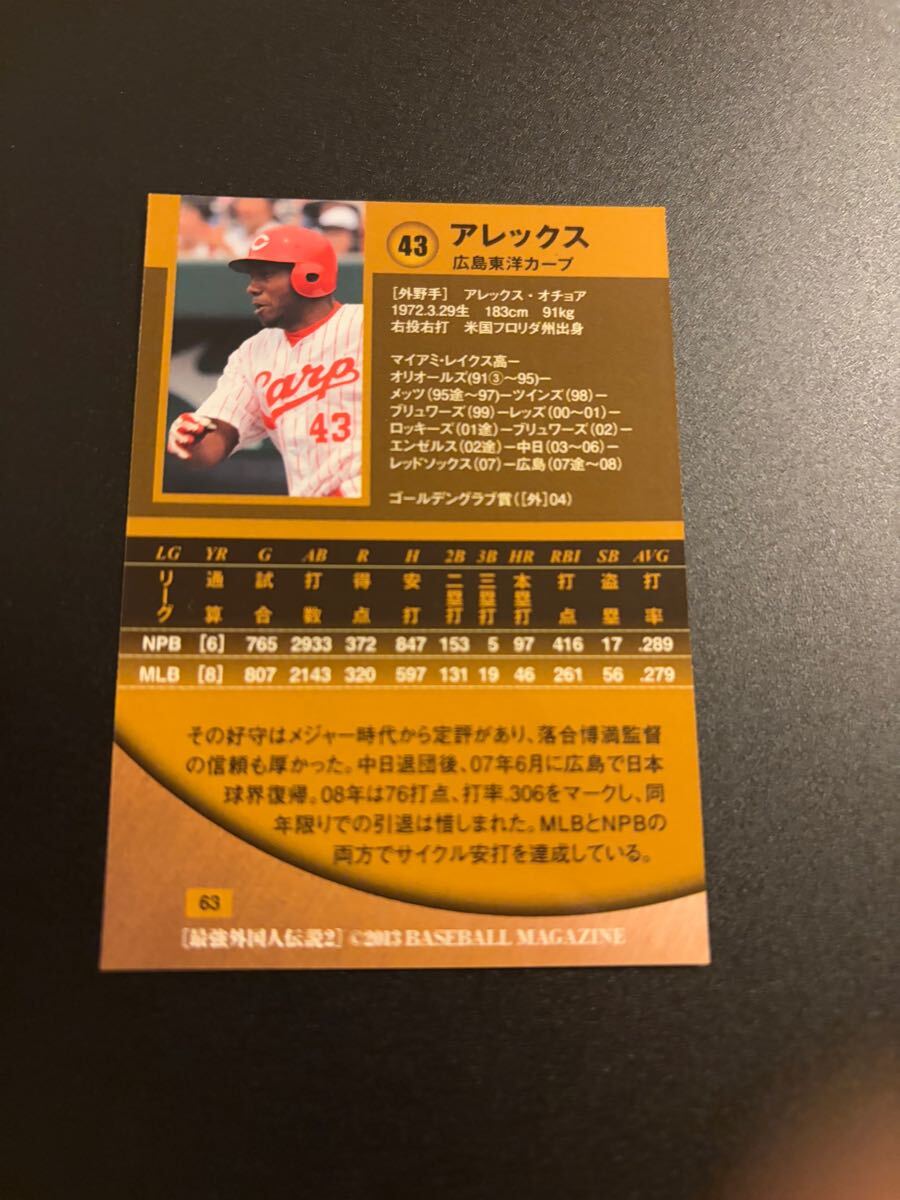 43 アレックス
広島東洋カープ
C
Carp
43
[外野手] アレックス・オチョア
1972.3.29生 183cm 91kg
右投右打 米国フロリダ州出身
マイアミ・レイクス高ー
オリオールズ(91③〜95)ー
メッツ(95途〜97)ーツインズ(98)ー
ブリュワーズ(99)ーレッズ(00〜01)ー
ロッキーズ(01途)ーブリュワーズ(02)ー
エンゼルス(02途)ー中日(03〜06)ー
レッドソックス(07)ー広島(07途〜08)
ゴールデングラブ賞([外]04)
LG YR G AB R H 2B 3B HR RBI SB AVG
リーグ 通算 試合 打数 得点 安打 二塁打 三塁打 本塁打 打点 盗塁 打率
NPB [6] 765 2933 372 847 153 5 97 416 17 .289
MLB [8] 807 2143 320 597 131 19 46 261 56 .279
その好守はメジャー時代から定評があり、落合博満監督
の信頼も厚かった。中日退団後、07年6月に広島で日本
球界復帰。08年は76打点、打率.306をマークし、同
年限りでの引退は惜しまれた。MLBとNPBの
両方でサイクル安打を達成している。
63
[最強外国人伝説2] ©2013 BASEBALL MAGAZINE